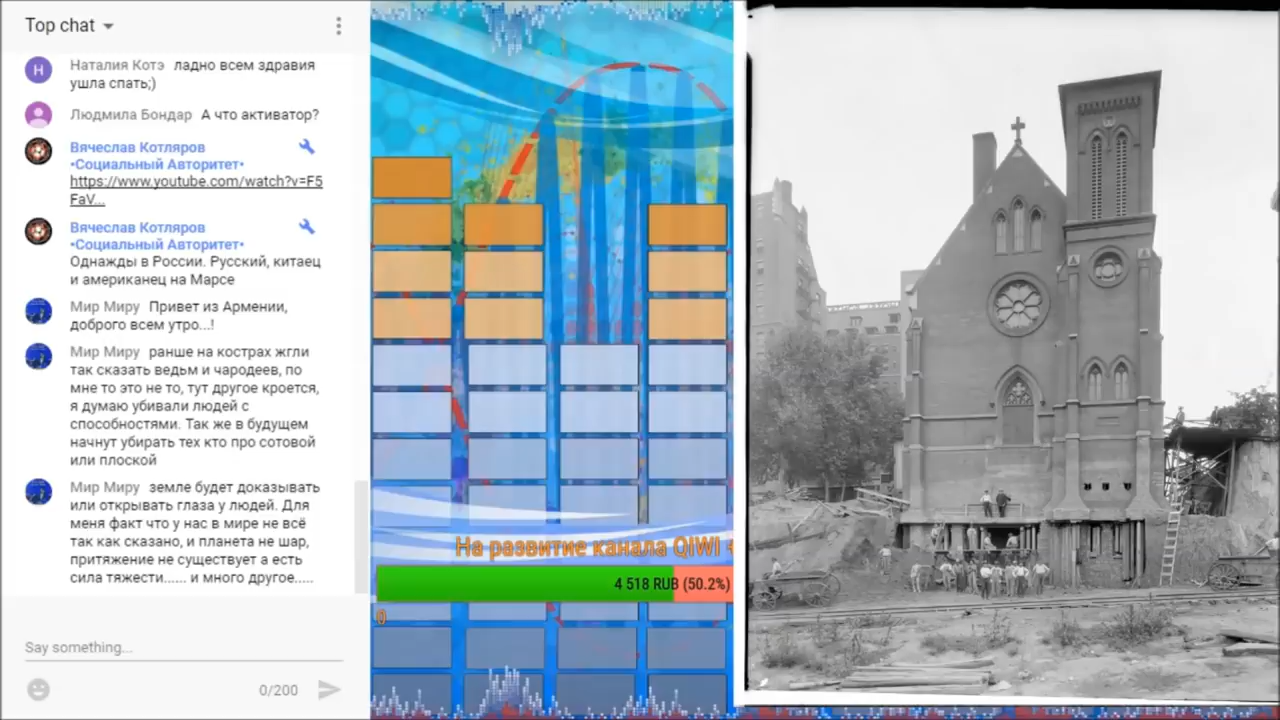 Top chat
Наталия Котэ ладно всем здравия
ушла спать;)
Людмила Бондар А что активатор?
Вячеслав Котляров
•Социальный Авторитет•
https://www.youtube.com/watch?v=F5
FaV...
Вячеслав Котляров
•Социальный Авторитет•
Однажды в России. Русский, китаец
и американец на Марсе
Мир Миру Привет из Армении,
доброго всем утро...!
Мир Миру ранше на кострах жгли
так сказать ведьм и чародеев, по
мне то это не то, тут другое кроется,
я думаю убивали людей с
способностями. Так же в будущем
начнут убирать тех кто про сотовой
или плоской
Мир Миру земле будет доказывать
или открывать глаза у людей. Для
меня факт что у нас в мире не всё
так как сказано, и планета не шар,
притяжение не существует а есть
сила тяжести...... и много другое.....
Say something...
0/200
На развитие канала QIWI +
4 518 RUB (50.2%)
0